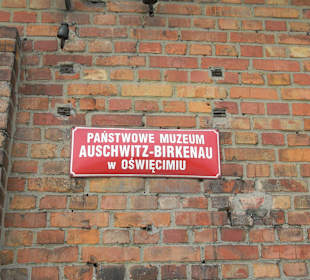 PAŃSTWOWE MUZEUM
AUSCHWITZ-BIRKENAU
w OŚWIĘCIMIU